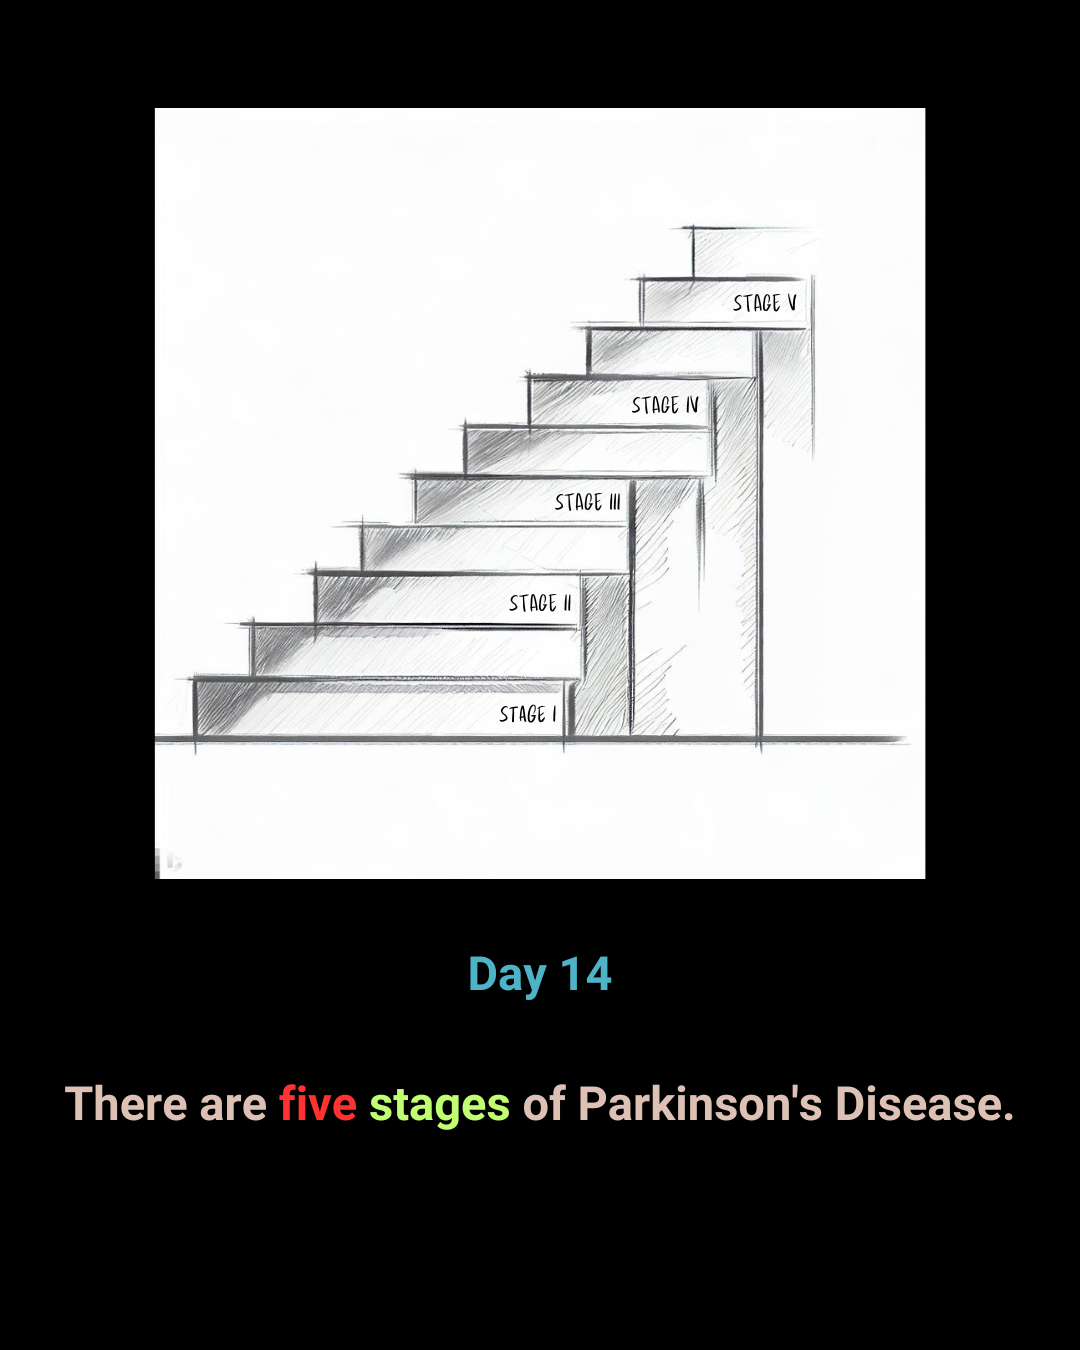 STAGE V
STAGE IV
STAGE III
STAGE II
STAGE I
Day 14
There are five stages of Parkinson's Disease.